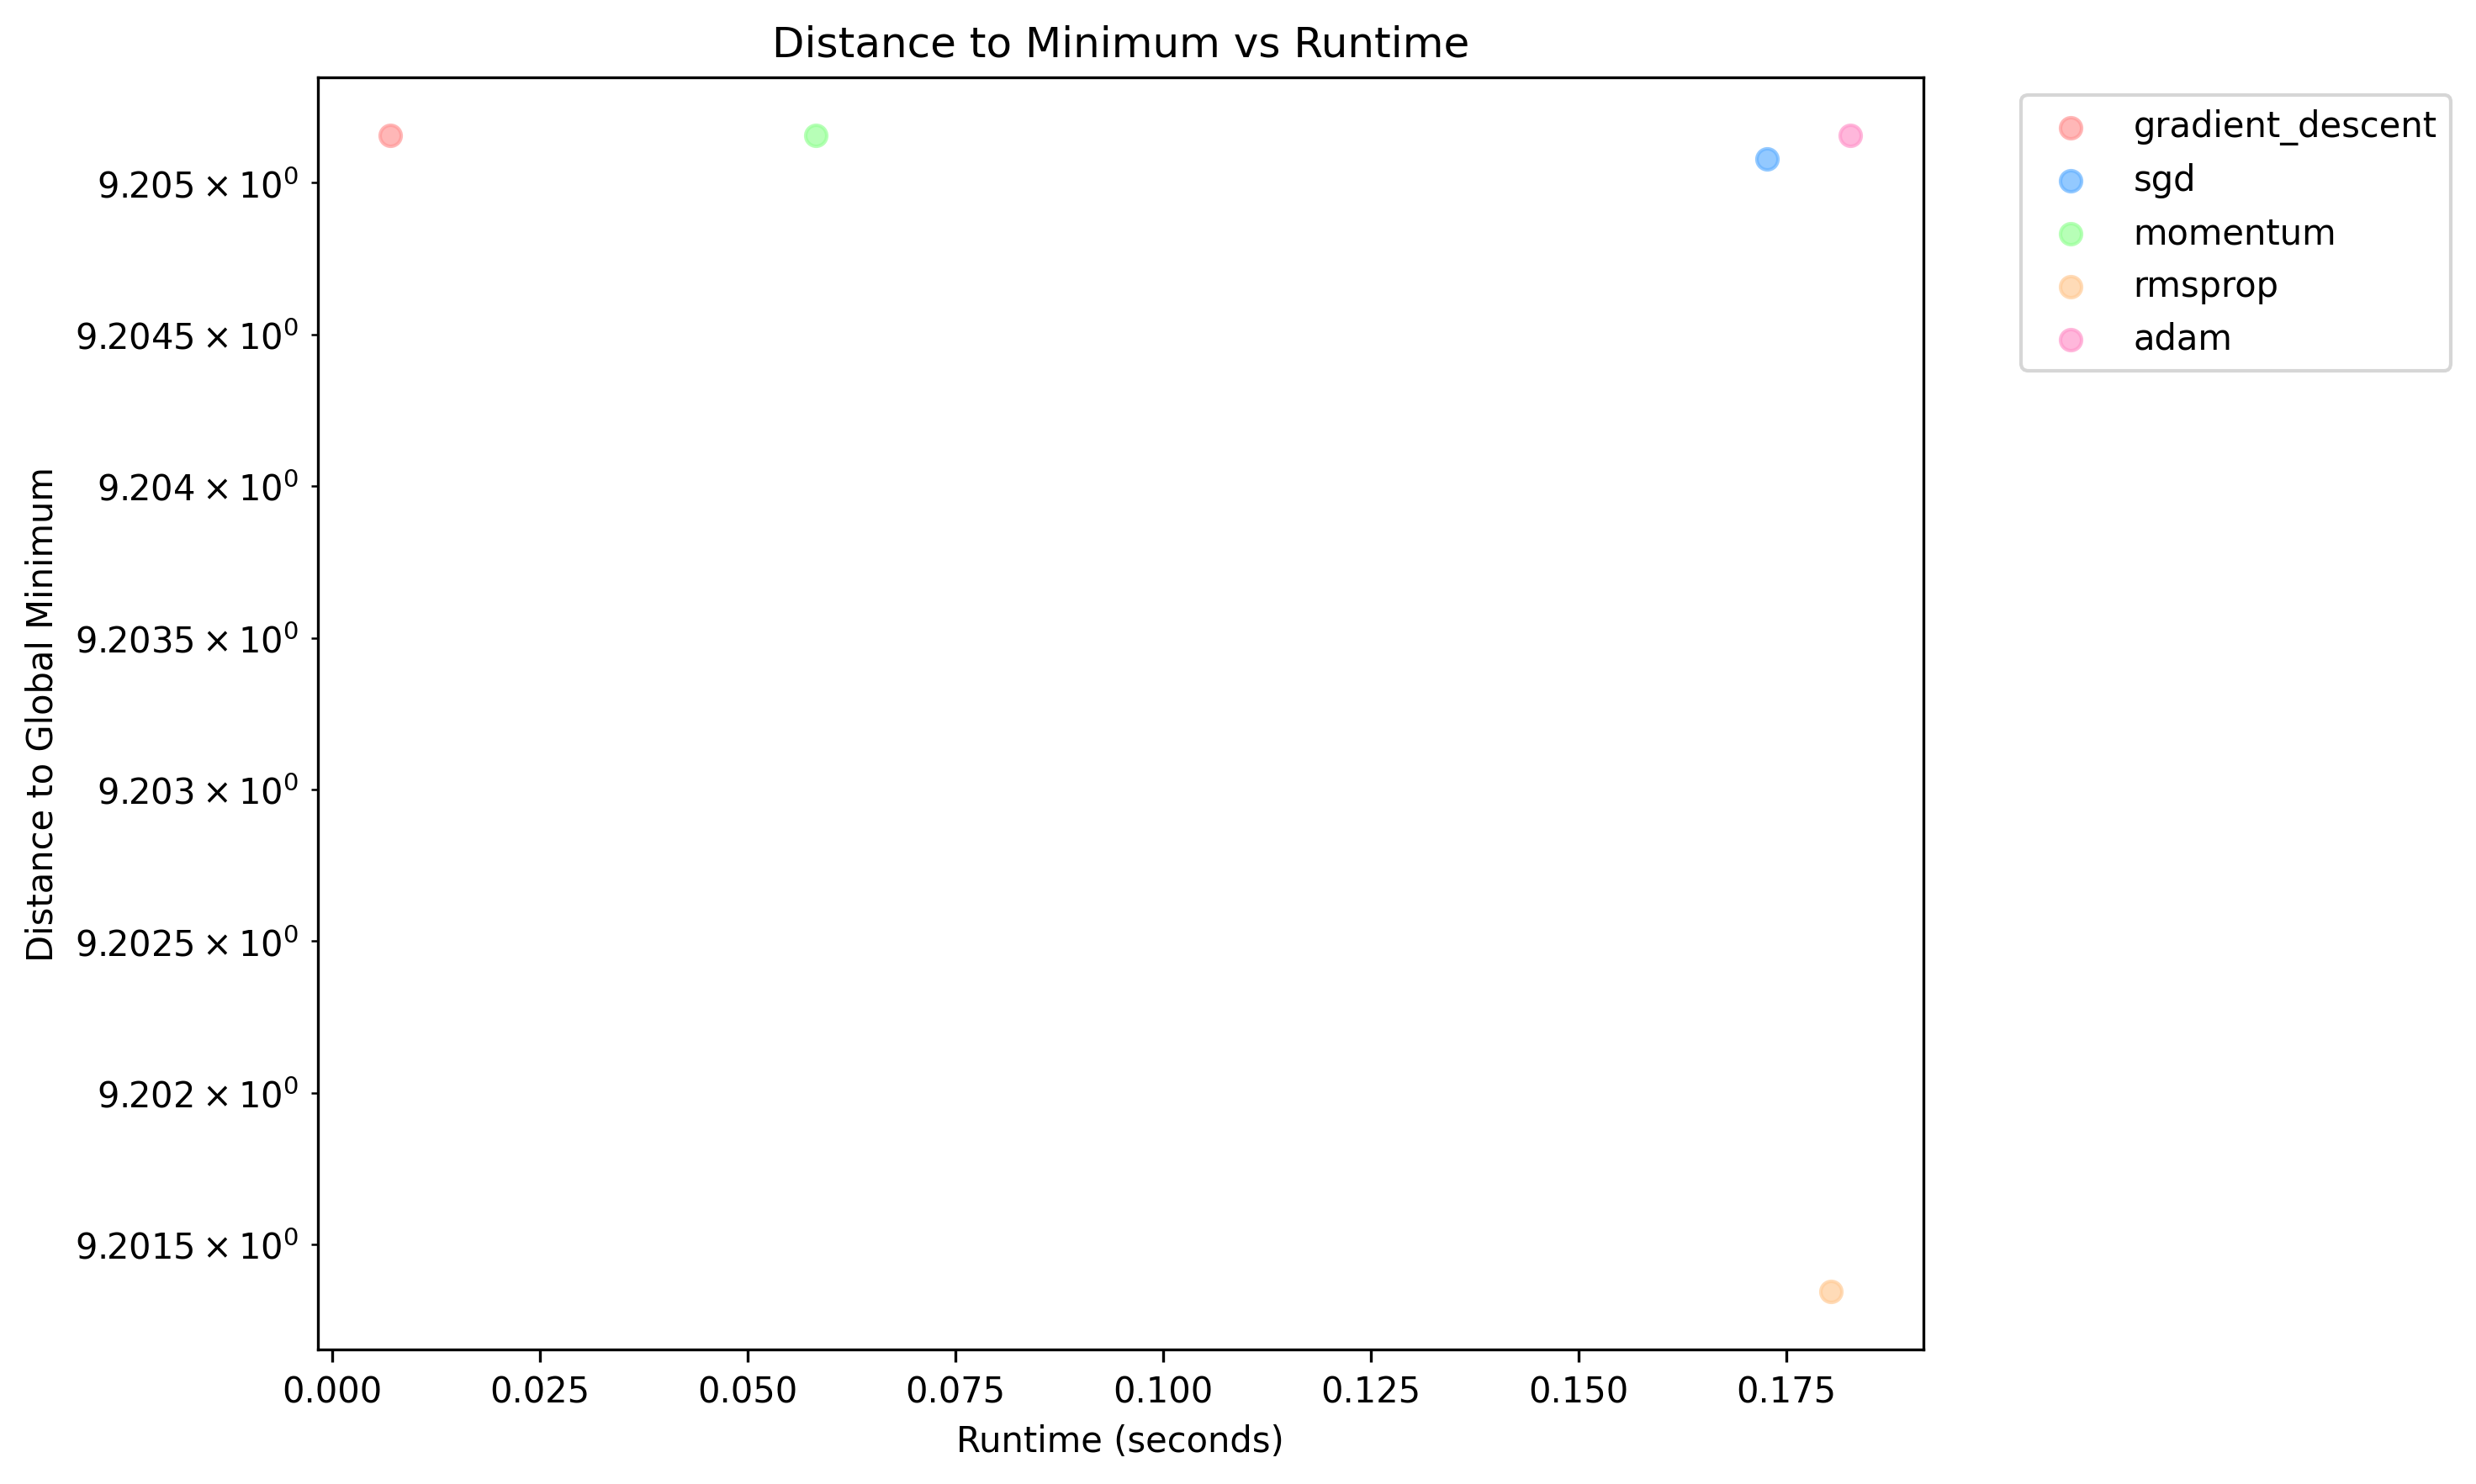 Distance to Minimum vs Runtime
gradient_descent
sgd
momentum
rmsprop
adam
Distance to Global Minimum
9.205 × 10⁰
9.2045 × 10⁰
9.204 × 10⁰
9.2035 × 10⁰
9.203 × 10⁰
9.2025 × 10⁰
9.202 × 10⁰
9.2015 × 10⁰
0.000 0.025 0.050 0.075 0.100 0.125 0.150 0.175
Runtime (seconds)